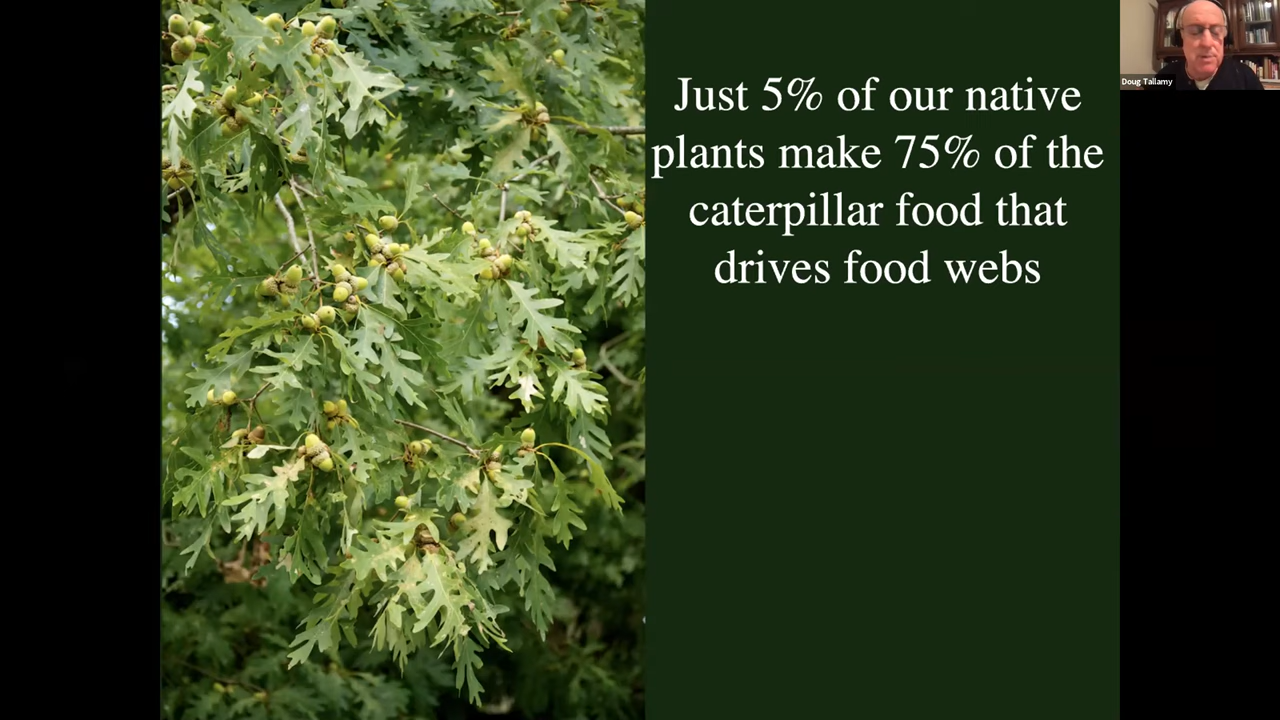 Just 5% of our native
plants make 75% of the
caterpillar food that
drives food webs
Doug Tallamy